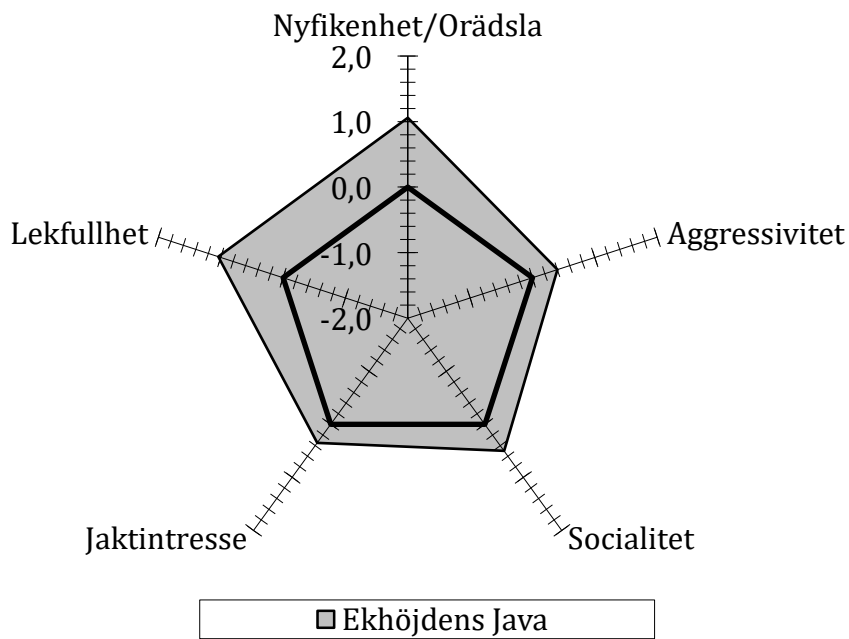 Nyfikenhet/Orädsla
2,0
1,0
0,0
-1,0
-2,0
Lekfullhet
Aggressivitet
Jaktintresse
Socialitet
Ekhöjdens Java